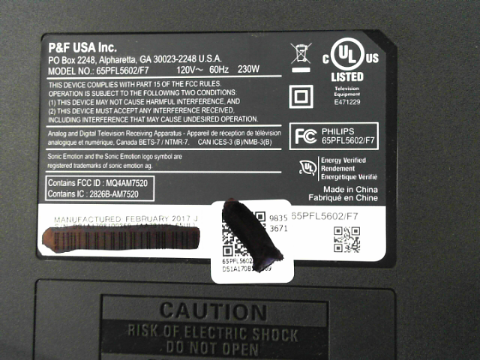 P&F USA Inc.
PO Box 2248, Alpharetta, GA 30023-2248 U.S.A.
MODEL NO.: 65PFL5602/F7 120V～ 60Hz 230W
THIS DEVICE COMPLIES WITH PART 15 OF THE FCC RULES.
OPERATION IS SUBJECT TO THE FOLLOWING TWO CONDITIONS:
(1) THIS DEVICE MAY NOT CAUSE HARMFUL INTERFERENCE, AND
(2) THIS DEVICE MUST ACCEPT ANY INTERFERENCE RECEIVED,
INCLUDING INTERFERENCE THAT MAY CAUSE UNDESIRED OPERATION.
Analog and Digital Television Receiving Apparatus - Appareil de réception de télévision
analogique et numérique, Canada BETS-7 / NTMR-7. CAN ICES-3 (B)/NMB-3(B)
Sonic Emotion and the Sonic Emotion logo symbol are
registered trademarks of sonic emotion ag.
Contains FCC ID : MQ4AM7520
Contains IC : 2826B-AM7520
C UL US
LISTED
Television
Equipment
E471229
FC PHILIPS
65PFL5602/F7
Energy Verified
Rendement
Énergétique Vérifié
Made in China
Fabriqué en Chine
MANUFACTURED FEBRUARY 2017
9835
3671
65PFL5602/F7
65PFL5602
CAUTION
RISK OF ELECTRIC SHOCK
DO NOT OPEN